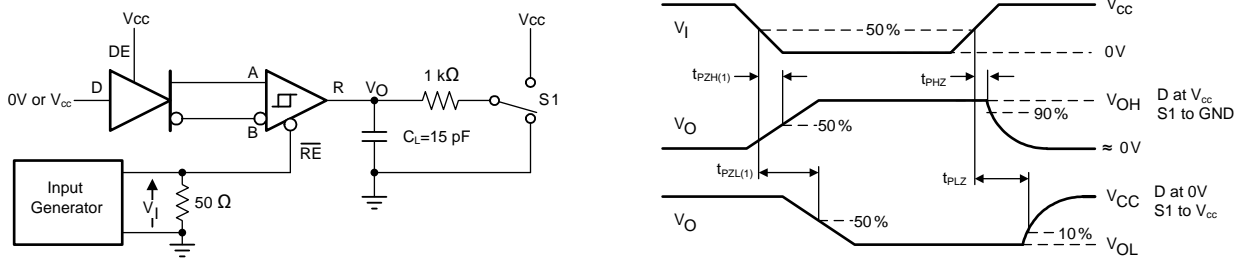 Vcc
DE
D
0V or Vcc
A
B
R
VO
1 kΩ
Vcc
S1
CL=15 pF
RE
Input
Generator
VI
50 Ω
VI
50%
Vcc
0V
tPZH(1)
tPHZ
VO
50%
VOH
90%
≈ 0V
D at Vcc
S1 to GND
tPZL(1)
tPLZ
VO
50%
VCC
10%
VOL
D at 0V
S1 to Vcc